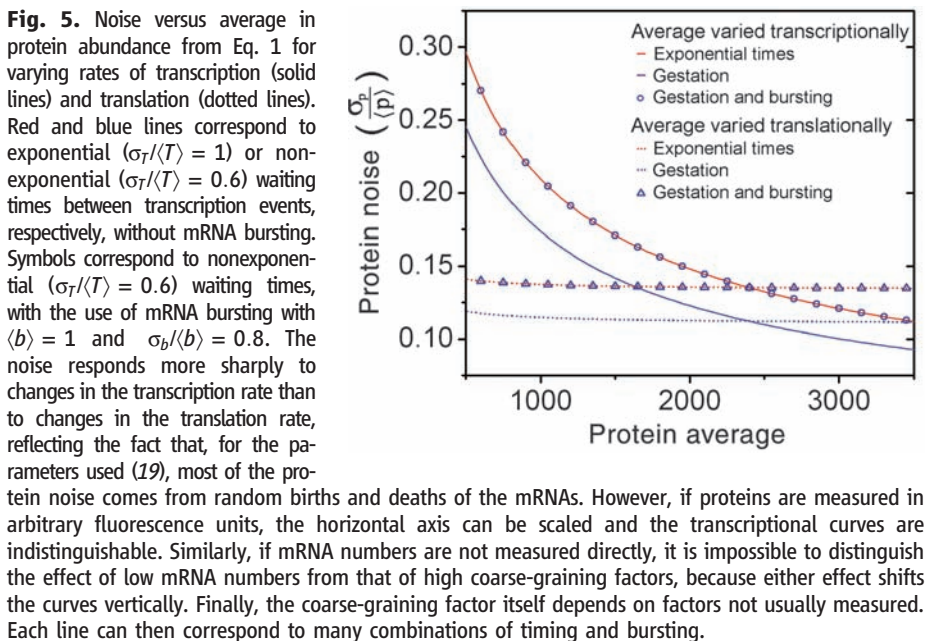 Fig. 5. Noise versus average in
protein abundance from Eq. 1 for
varying rates of transcription (solid
lines) and translation (dotted lines).
Red and blue lines correspond to
exponential (σT/⟨T⟩ = 1) or non-
exponential (σT/⟨T⟩ = 0.6) waiting
times between transcription events,
respectively, without mRNA bursting.
Symbols correspond to nonexponen-
tial (σT/⟨T⟩ = 0.6) waiting times,
with the use of mRNA bursting with
⟨b⟩ = 1 and σb/⟨b⟩ = 0.8. The
noise responds more sharply to
changes in the transcription rate than
to changes in the translation rate,
reflecting the fact that, for the pa-
rameters used (19), most of the pro-
tein noise comes from random births and deaths of the mRNAs. However, if proteins are measured in
arbitrary fluorescence units, the horizontal axis can be scaled and the transcriptional curves are
indistinguishable. Similarly, if mRNA numbers are not measured directly, it is impossible to distinguish
the effect of low mRNA numbers from that of high coarse-graining factors, because either effect shifts
the curves vertically. Finally, the coarse-graining factor itself depends on factors not usually measured.
Each line can then correspond to many combinations of timing and bursting.
Protein noise (σp/⟨p⟩)
0.30
0.25
0.20
0.15
0.10
Average varied transcriptionally
Exponential times
Gestation
Gestation and bursting
Average varied translationally
Exponential times
Gestation
Gestation and bursting
1000 2000 3000
Protein average